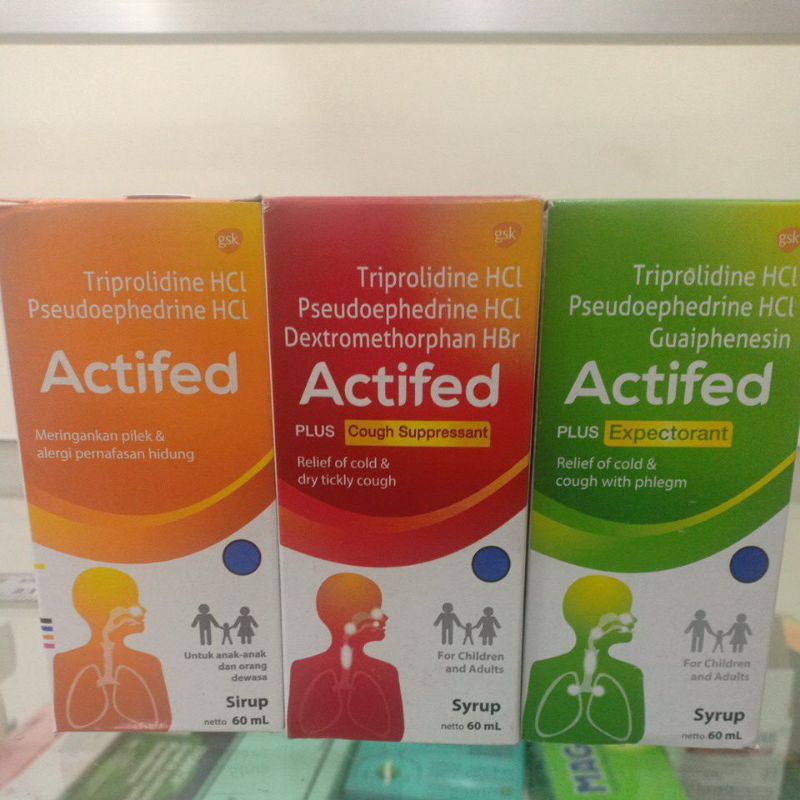 gsk
Triprolidine HCl
Pseudoephedrine HCl
Actifed
Meringankan pilek &
alergi pernafasan hidung
Untuk anak-anak
dan orang
dewasa
Sirup
netto 60 mL
gsk
Triprolidine HCl
Pseudoephedrine HCl
Dextromethorphan HBr
Actifed
PLUS Cough Suppressant
Relief of cold &
dry tickly cough
For Children
and Adults
Syrup
netto 60 mL
gsk
Triprolidine HCl
Pseudoephedrine HCl
Guaiphenesin
Actifed
PLUS Expectorant
Relief of cold &
cough with phlegm
For Children
and Adults
Syrup
netto 60 mL
MAG